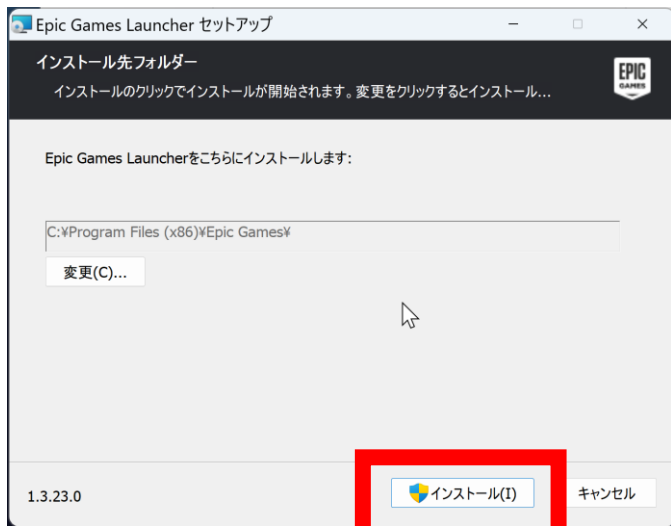 Epic Games Launcher セットアップ
インストール先フォルダー
インストールのクリックでインストールが開始されます。変更をクリックするとインストール...
EPIC
GAMES
Epic Games Launcherをこちらにインストールします:
C:¥Program Files (x86)¥Epic Games¥
変更(C)...
1.3.23.0
インストール(I)
キャンセル